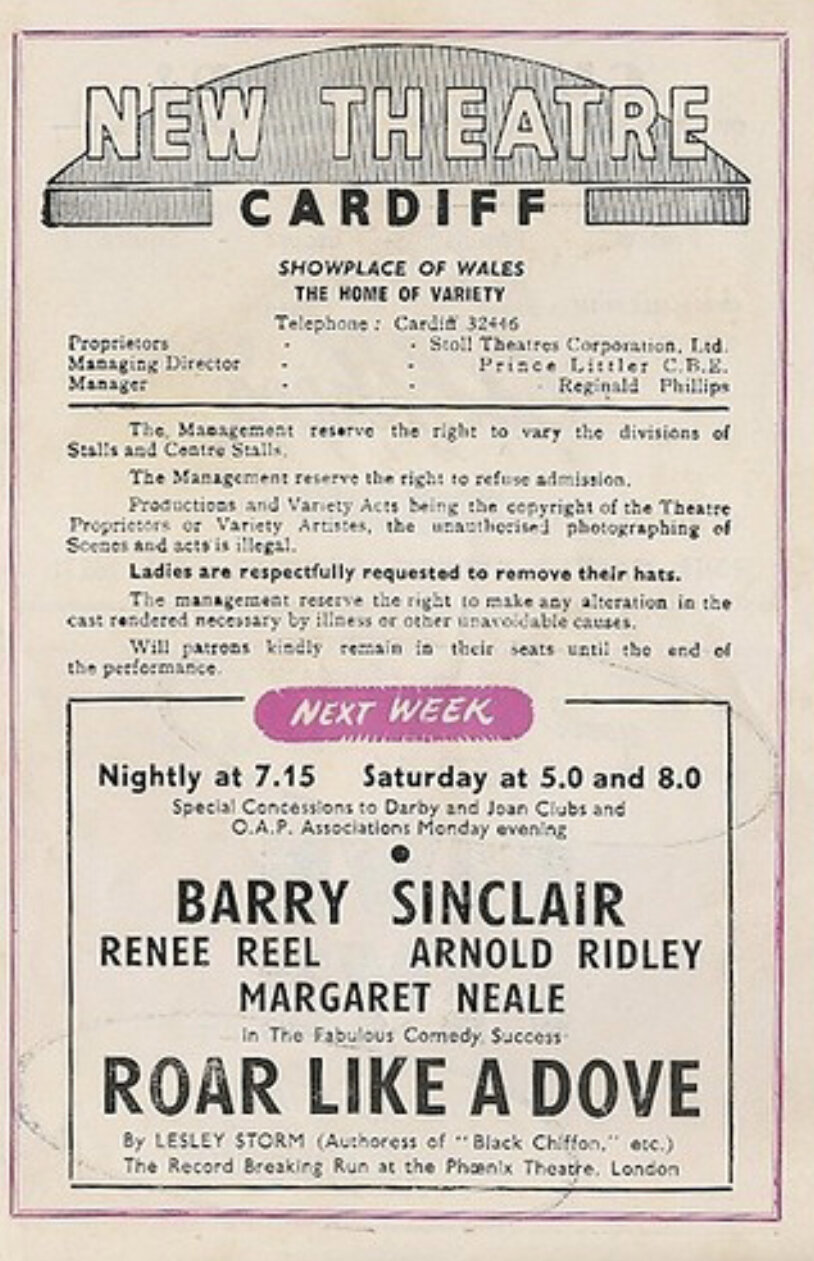 NEW THEATRE
CARDIFF
SHOWPLACE OF WALES
THE HOME OF VARIETY
Telephone : Cardiff 32446
Proprietors - - Stoll Theatres Corporation, Ltd.
Managing Director - - Prince Littler C.B.E.
Manager - - - Reginald Phillips
The Management reserve the right to vary the divisions of
Stalls and Centre Stalls.
The Management reserve the right to refuse admission.
Productions and Variety Acts being the copyright of the Theatre
Proprietors or Variety Artistes, the unauthorised photographing of
Scenes and acts is illegal.
Ladies are respectfully requested to remove their hats.
The management reserve the right to make any alteration in the
cast rendered necessary by illness or other unavoidable causes.
Will patrons kindly remain in their seats until the end of
the performance.
NEXT WEEK
Nightly at 7.15 Saturday at 5.0 and 8.0
Special Concessions to Darby and Joan Clubs and
O.A.P. Associations Monday evening
BARRY SINCLAIR
RENEE REEL ARNOLD RIDLEY
MARGARET NEALE
In The Fabulous Comedy Success
ROAR LIKE A DOVE
By LESLEY STORM (Authoress of "Black Chiffon," etc.)
The Record Breaking Run at the Phœnix Theatre, London